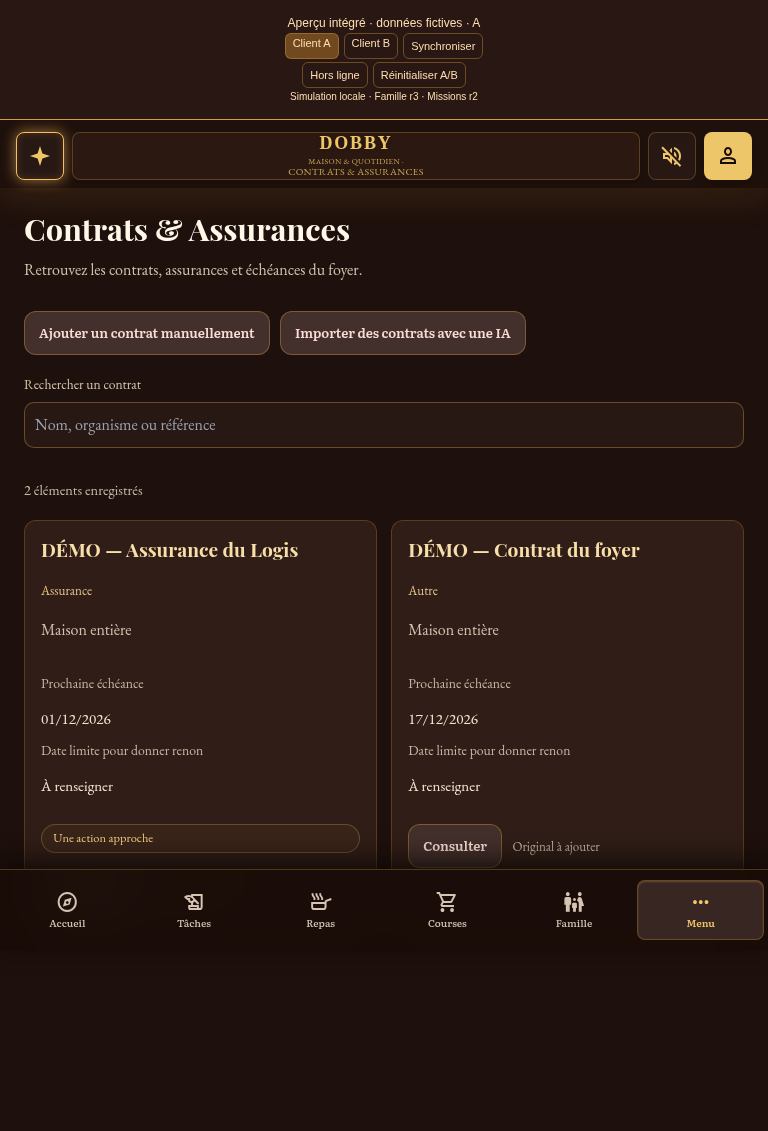 Aperçu intégré · données fictives · A
Client A
Client B
Synchroniser
Hors ligne
Réinitialiser A/B
Simulation locale · Famille r3 · Missions r2
DOBBY
MAISON & QUOTIDIEN ·
CONTRATS & ASSURANCES
Contrats & Assurances
Retrouvez les contrats, assurances et échéances du foyer.
Ajouter un contrat manuellement
Importer des contrats avec une IA
Rechercher un contrat
Nom, organisme ou référence
2 éléments enregistrés
DÉMO — Assurance du Logis
Assurance
Maison entière
Prochaine échéance
01/12/2026
Date limite pour donner renon
À renseigner
Une action approche
DÉMO — Contrat du foyer
Autre
Maison entière
Prochaine échéance
17/12/2026
Date limite pour donner renon
À renseigner
Consulter
Original à ajouter
Accueil
Tâches
Repas
Courses
Famille
Menu